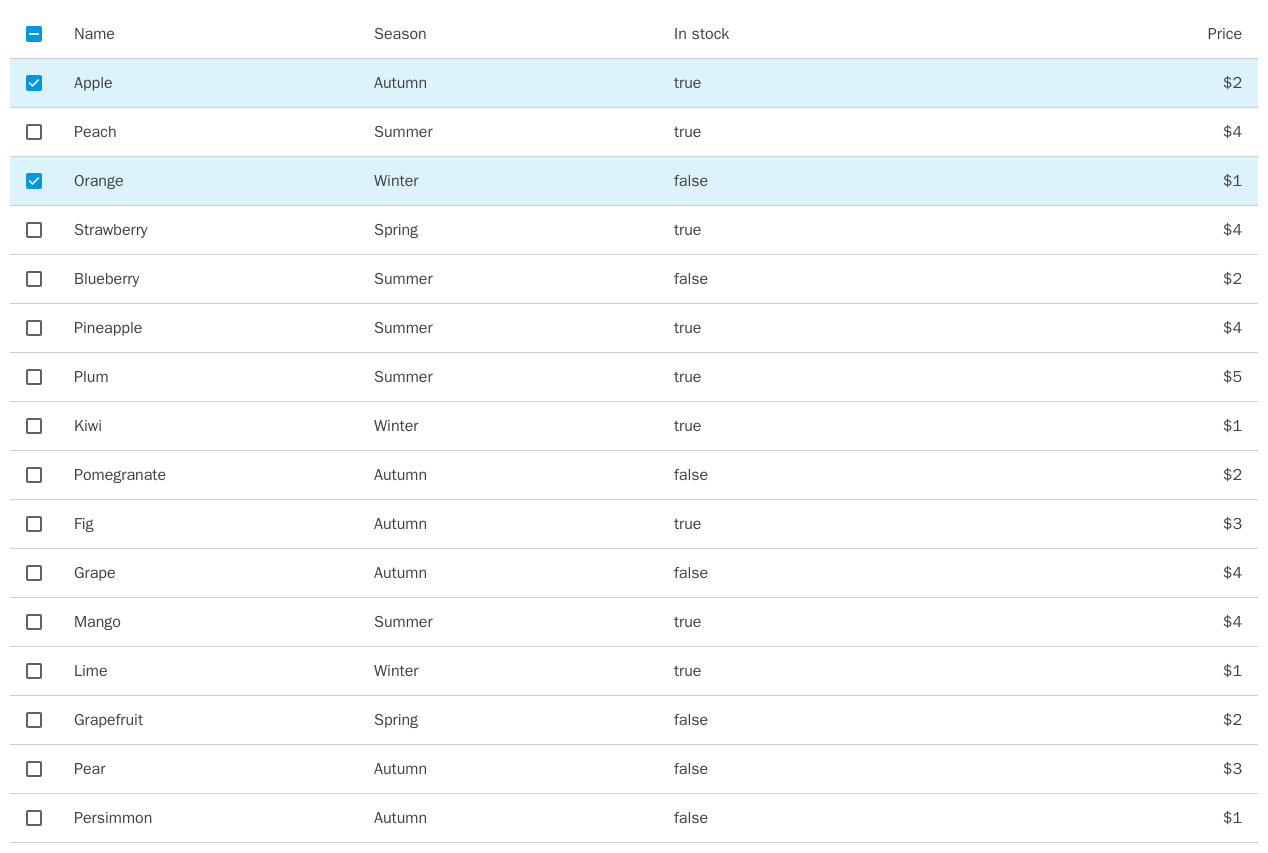 Name Season In stock Price
Apple Autumn true $2
Peach Summer true $4
Orange Winter false $1
Strawberry Spring true $4
Blueberry Summer false $2
Pineapple Summer true $4
Plum Summer true $5
Kiwi Winter true $1
Pomegranate Autumn false $2
Fig Autumn true $3
Grape Autumn false $4
Mango Summer true $4
Lime Winter true $1
Grapefruit Spring false $2
Pear Autumn false $3
Persimmon Autumn false $1